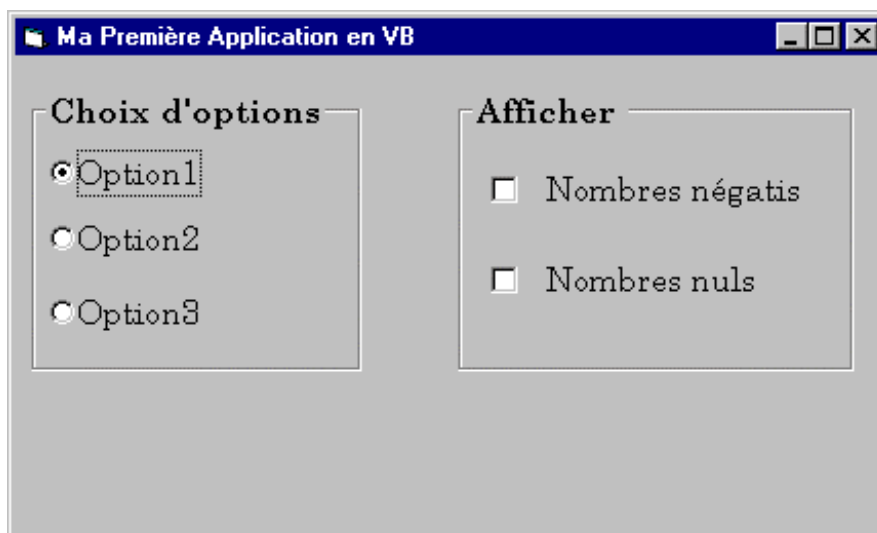 Ma Première Application en VB
Choix d'options
Option1
Option2
Option3
Afficher
Nombres négatis
Nombres nuls